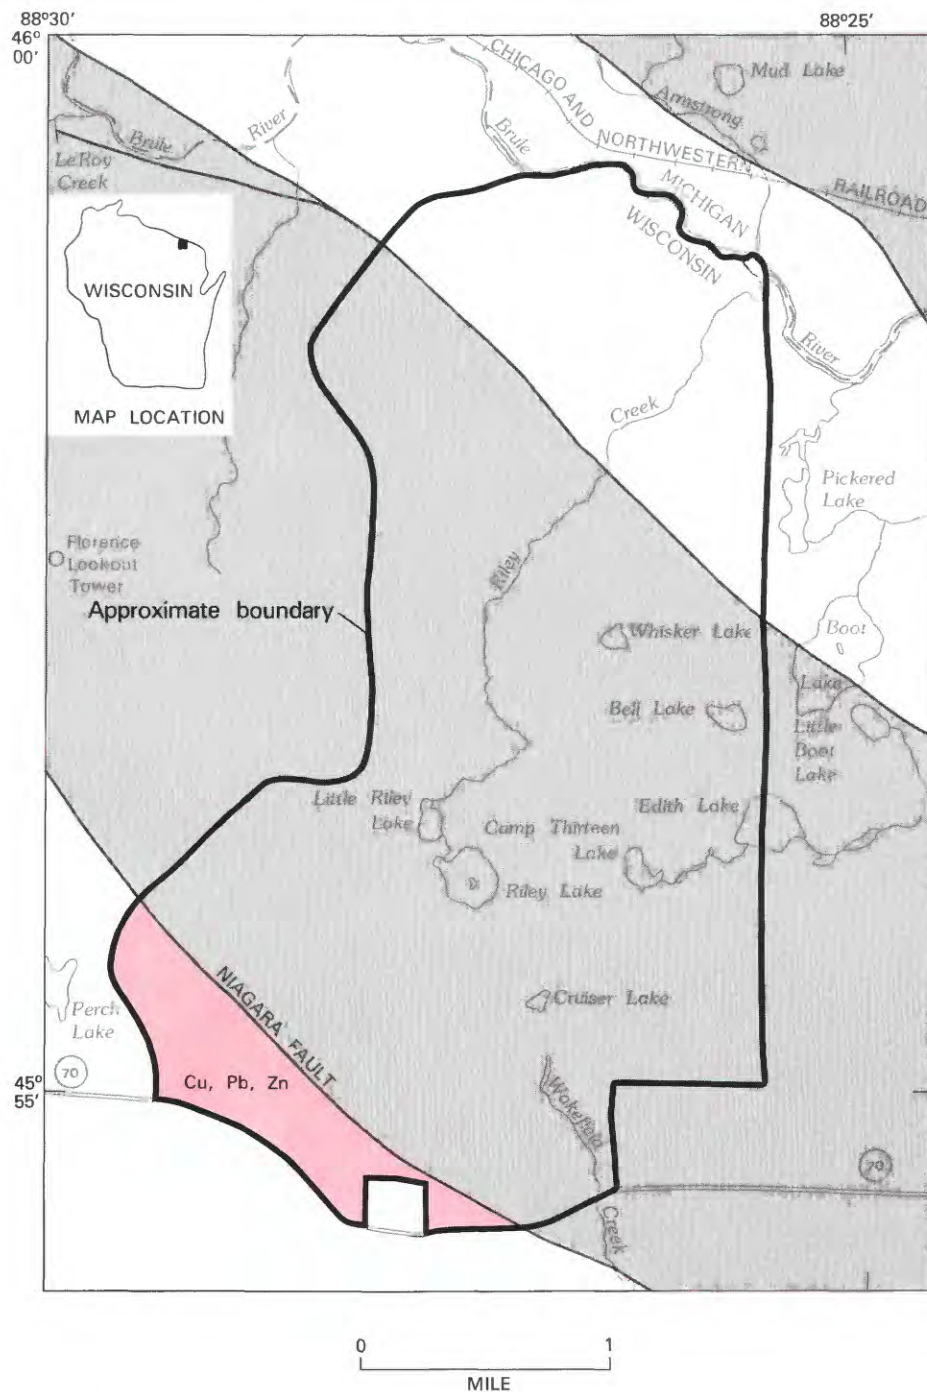 88°30'
88°25'
46°
00'
Mud Lake
CHICAGO AND
NORTHWESTERN
RAILROAD
Armstrong
Brule
River
Brule
LeRoy
Creek
MICHIGAN
WISCONSIN
WISCONSIN
MAP LOCATION
River
Creek
Pickered
Lake
Florence
Lookout
Tower
Riley
Approximate boundary
Whisker Lake
Boot
Lake
Bell Lake
Little
Boot
Lake
Little Riley
Lake
Edith Lake
Camp Thirteen
Lake
Riley Lake
NIAGARA FAULT
Cruiser Lake
Perch
Lake
70
45°
55'
Cu, Pb, Zn
Wakefield
Creek
70
0
1
MILE